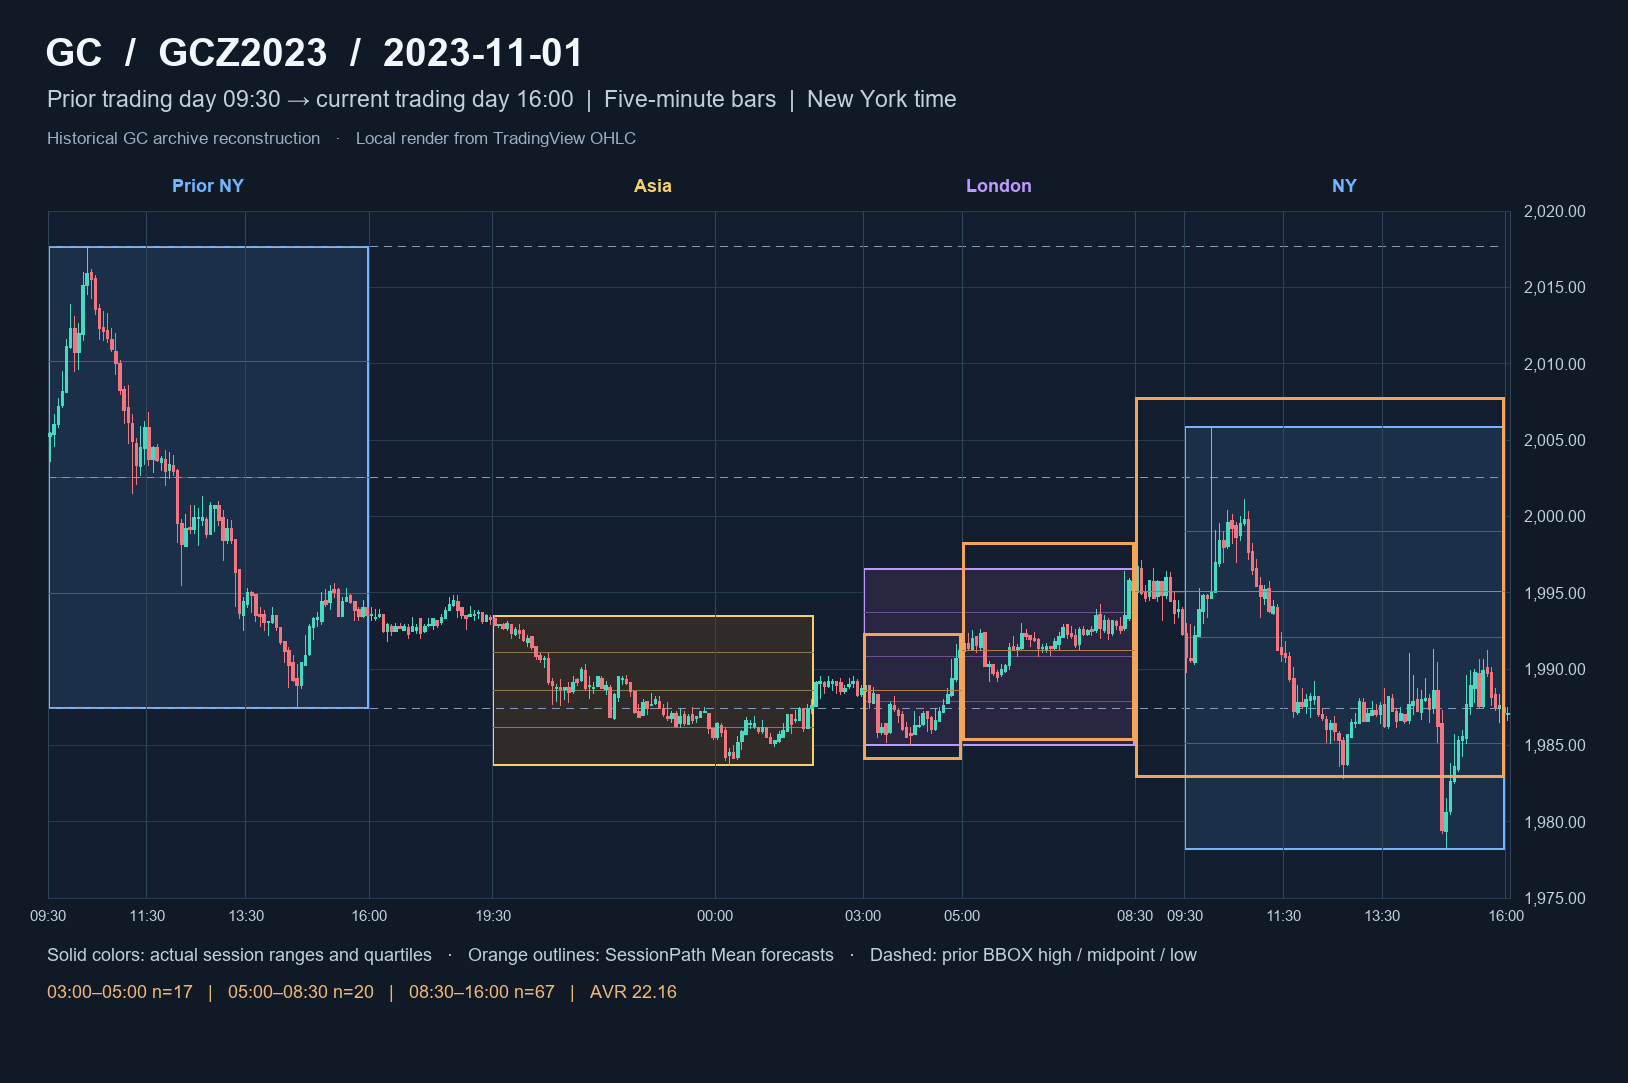 GC / GCZ2023 / 2023-11-01
Prior trading day 09:30 → current trading day 16:00 | Five-minute bars | New York time
Historical GC archive reconstruction · Local render from TradingView OHLC
Prior NY
Asia
London
NY
2,020.00
2,015.00
2,010.00
2,005.00
2,000.00
1,995.00
1,990.00
1,985.00
1,980.00
1,975.00
09:30 11:30 13:30 16:00 19:30 00:00 03:00 05:00 08:30 09:30 11:30 13:30 16:00
Solid colors: actual session ranges and quartiles · Orange outlines: SessionPath Mean forecasts · Dashed: prior BBOX high / midpoint / low
03:00–05:00 n=17 | 05:00–08:30 n=20 | 08:30–16:00 n=67 | AVR 22.16